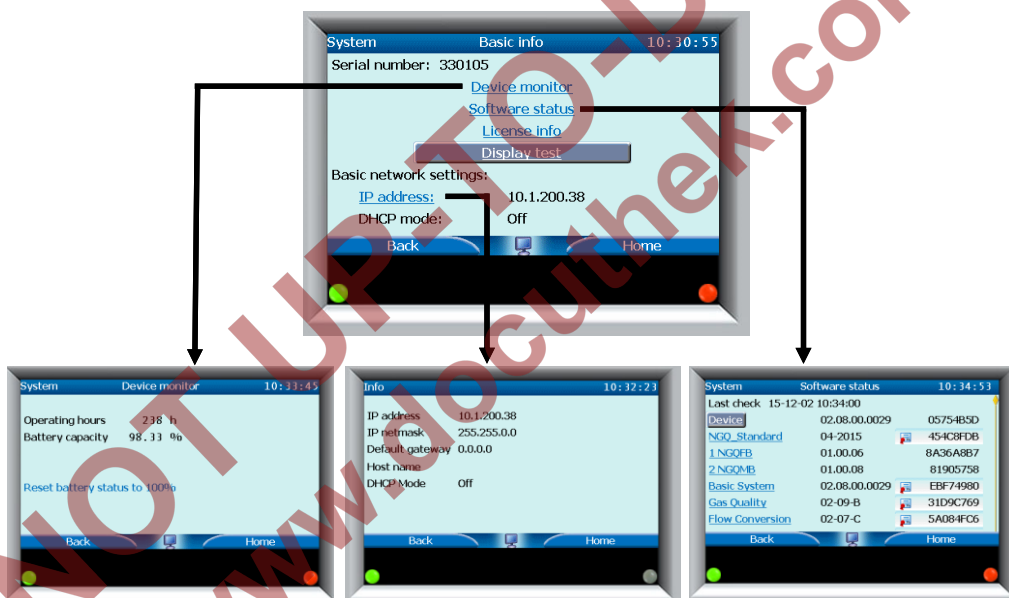 System Basic info 10:30:55
Serial number: 330105
Device monitor
Software status
License info
Display test
Basic network settings:
IP address: 10.1.200.38
DHCP mode: Off
Back Home
System Device monitor 10:33:45
Operating hours 238 h
Battery capacity 98.33 %
Reset battery status to 100%
Back Home
Info 10:32:23
IP address 10.1.200.38
IP netmask 255.255.0.0
Default gateway 0.0.0.0
Host name
DHCP Mode Off
Back Home
System Software status 10:34:53
Last check 15-12-02 10:34:00
Device 02.08.00.0029 05754B5D
NGQ_Standard 04-2015 454C8FDB
1 NGQFB 01.00.06 8A36A8B7
2 NGQMB 01.00.08 81905758
Basic System 02.08.00.0029 EBF74980
Gas Quality 02-09-B 31D9C769
Flow Conversion 02-07-C 5A084FC6
Back Home
NOT UP-TO-D
www.docuthek.com